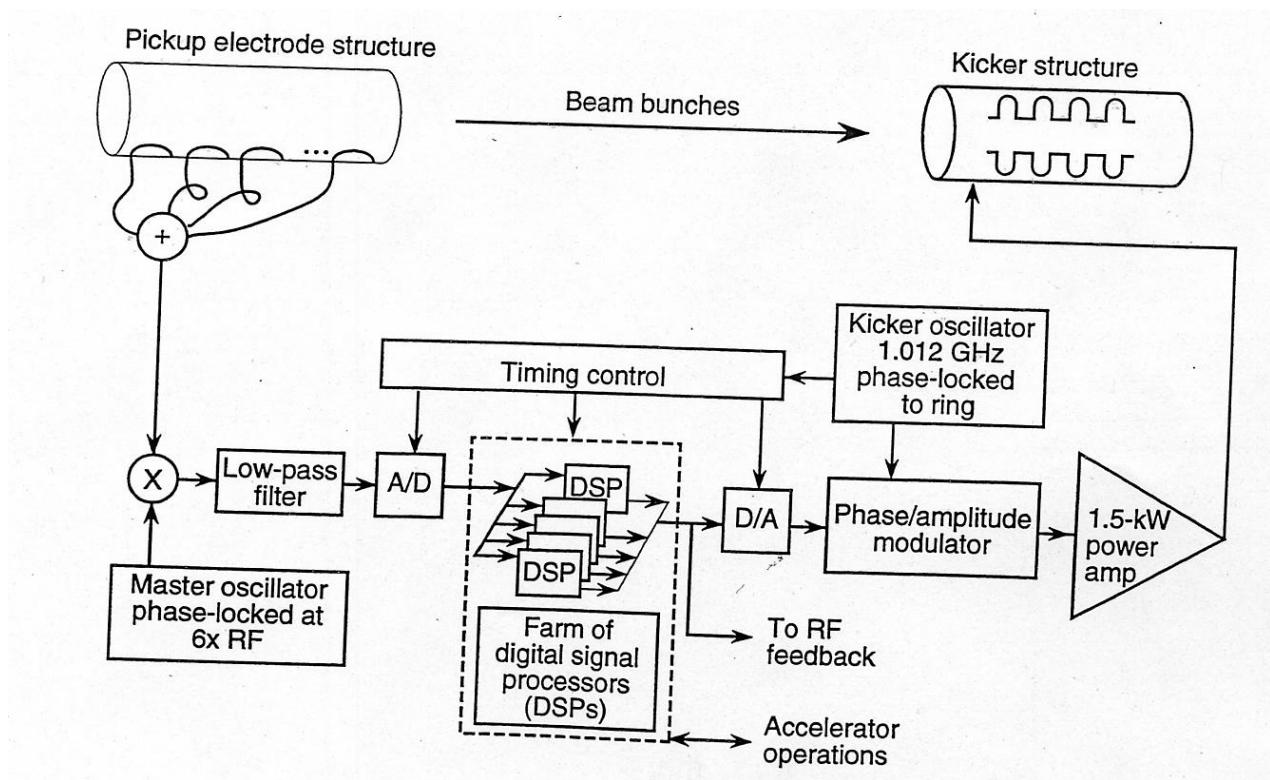 Pickup electrode structure
Kicker structure
Beam bunches
...
+
Kicker oscillator
1.012 GHz
phase-locked
to ring
Timing control
X
Low-pass
filter
A/D
DSP
DSP
D/A
Phase/amplitude
modulator
1.5-kW
power
amp
Master oscillator
phase-locked at
6x RF
Farm of
digital signal
processors
(DSPs)
To RF
feedback
Accelerator
operations